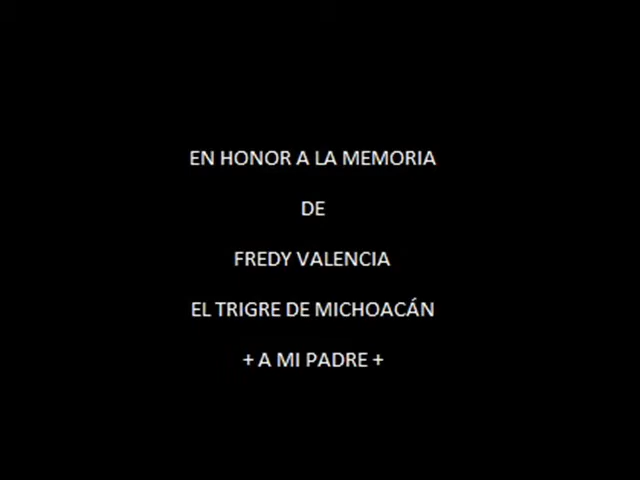 EN HONOR A LA MEMORIA
DE
FREDY VALENCIA
EL TRIGRE DE MICHOACÁN
+ A MI PADRE +